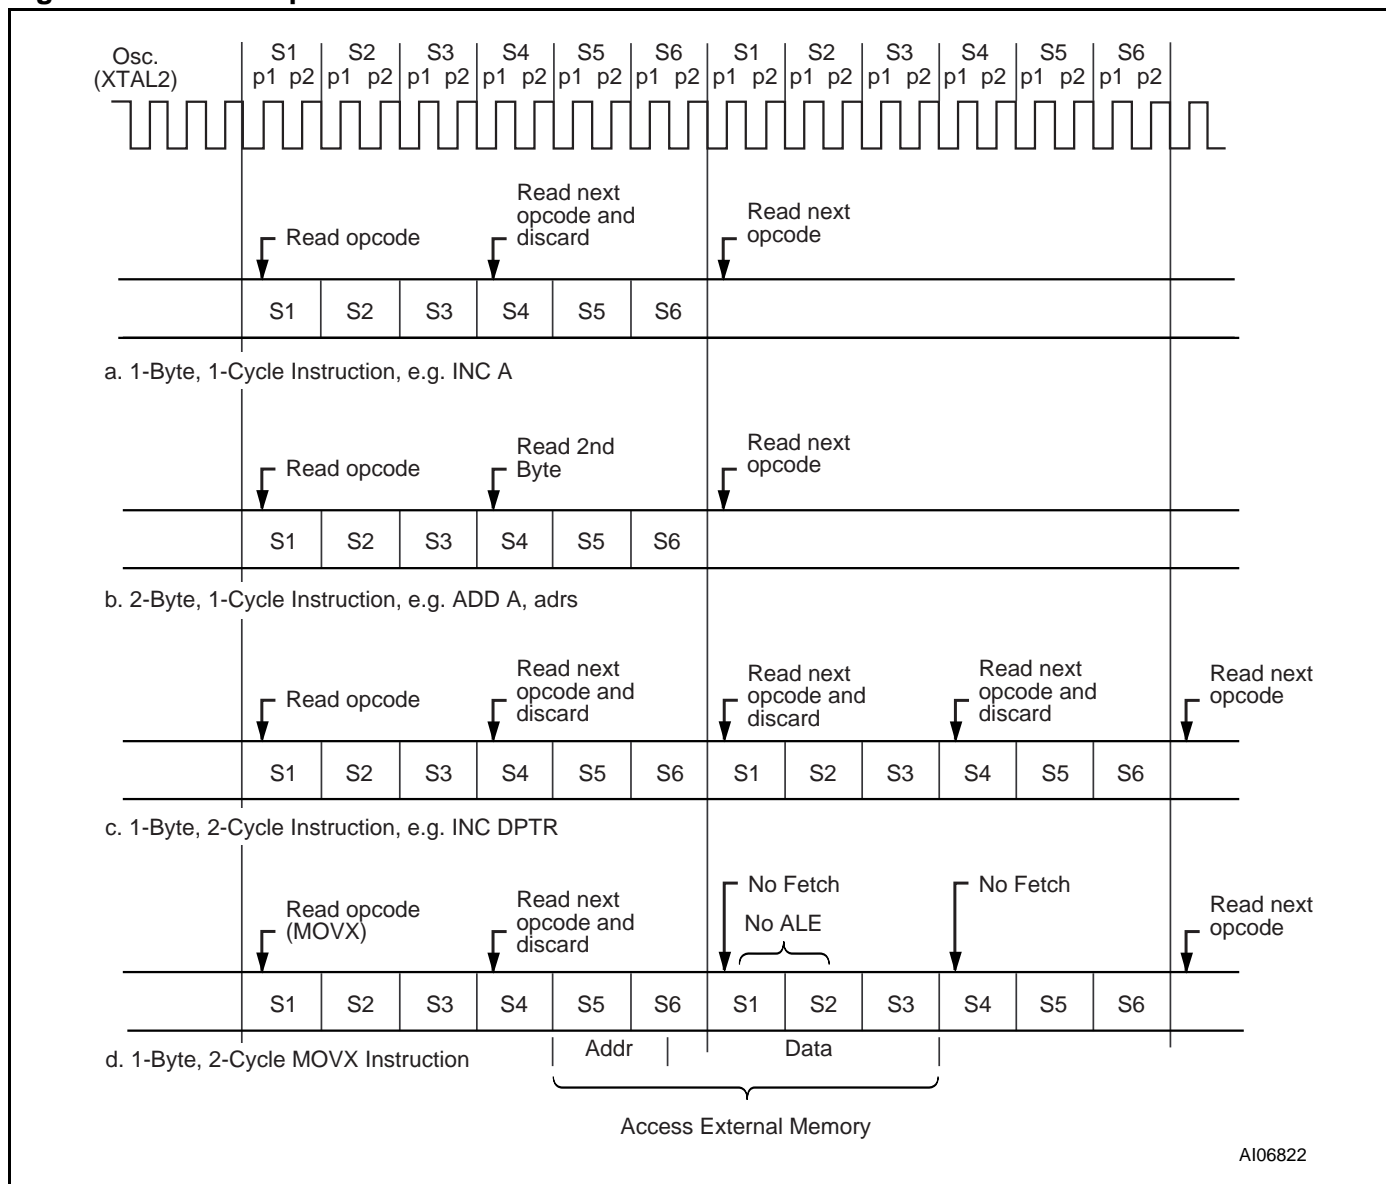 Osc.
(XTAL2)
S1 S2 S3 S4 S5 S6 S1 S2 S3 S4 S5 S6
p1 p2 p1 p2 p1 p2 p1 p2 p1 p2 p1 p2 p1 p2 p1 p2 p1 p2 p1 p2 p1 p2 p1 p2
Read opcode
Read next
opcode and
discard
Read next
opcode
S1 S2 S3 S4 S5 S6
a. 1-Byte, 1-Cycle Instruction, e.g. INC A
Read opcode
Read 2nd
Byte
Read next
opcode
S1 S2 S3 S4 S5 S6
b. 2-Byte, 1-Cycle Instruction, e.g. ADD A, adrs
Read opcode
Read next
opcode and
discard
Read next
opcode and
discard
Read next
opcode and
discard
Read next
opcode
S1 S2 S3 S4 S5 S6 S1 S2 S3 S4 S5 S6
c. 1-Byte, 2-Cycle Instruction, e.g. INC DPTR
Read opcode
(MOVX)
Read next
opcode and
discard
No Fetch
No ALE
No Fetch
Read next
opcode
S1 S2 S3 S4 S5 S6 S1 S2 S3 S4 S5 S6
d. 1-Byte, 2-Cycle MOVX Instruction
Addr
Data
Access External Memory
AI06822